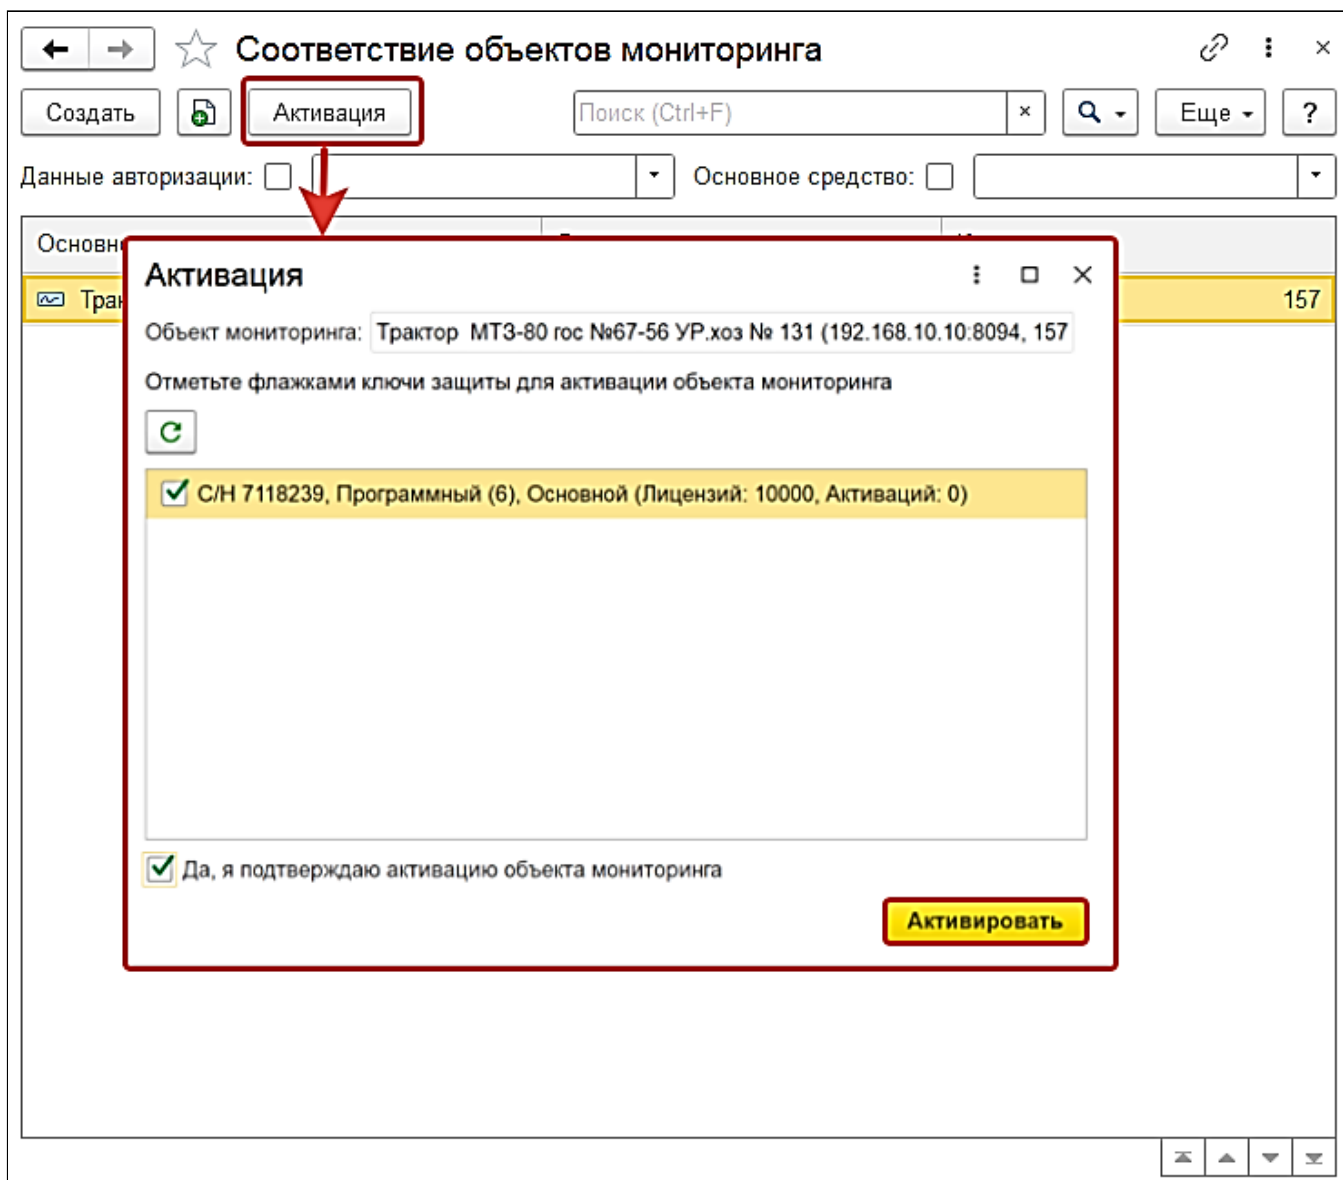 Соответствие объектов мониторинга
Создать Активация Поиск (Ctrl+F) × Еще ?
Данные авторизации: Основное средство:
157
Активация
Объект мониторинга: Трактор МТЗ-80 гос №67-56 УР.хоз № 131 (192.168.10.10:8094, 157
Отметьте флажками ключи защиты для активации объекта мониторинга
С/Н 7118239, Программный (6), Основной (Лицензий: 10000, Активаций: 0)
Да, я подтверждаю активацию объекта мониторинга
Активировать